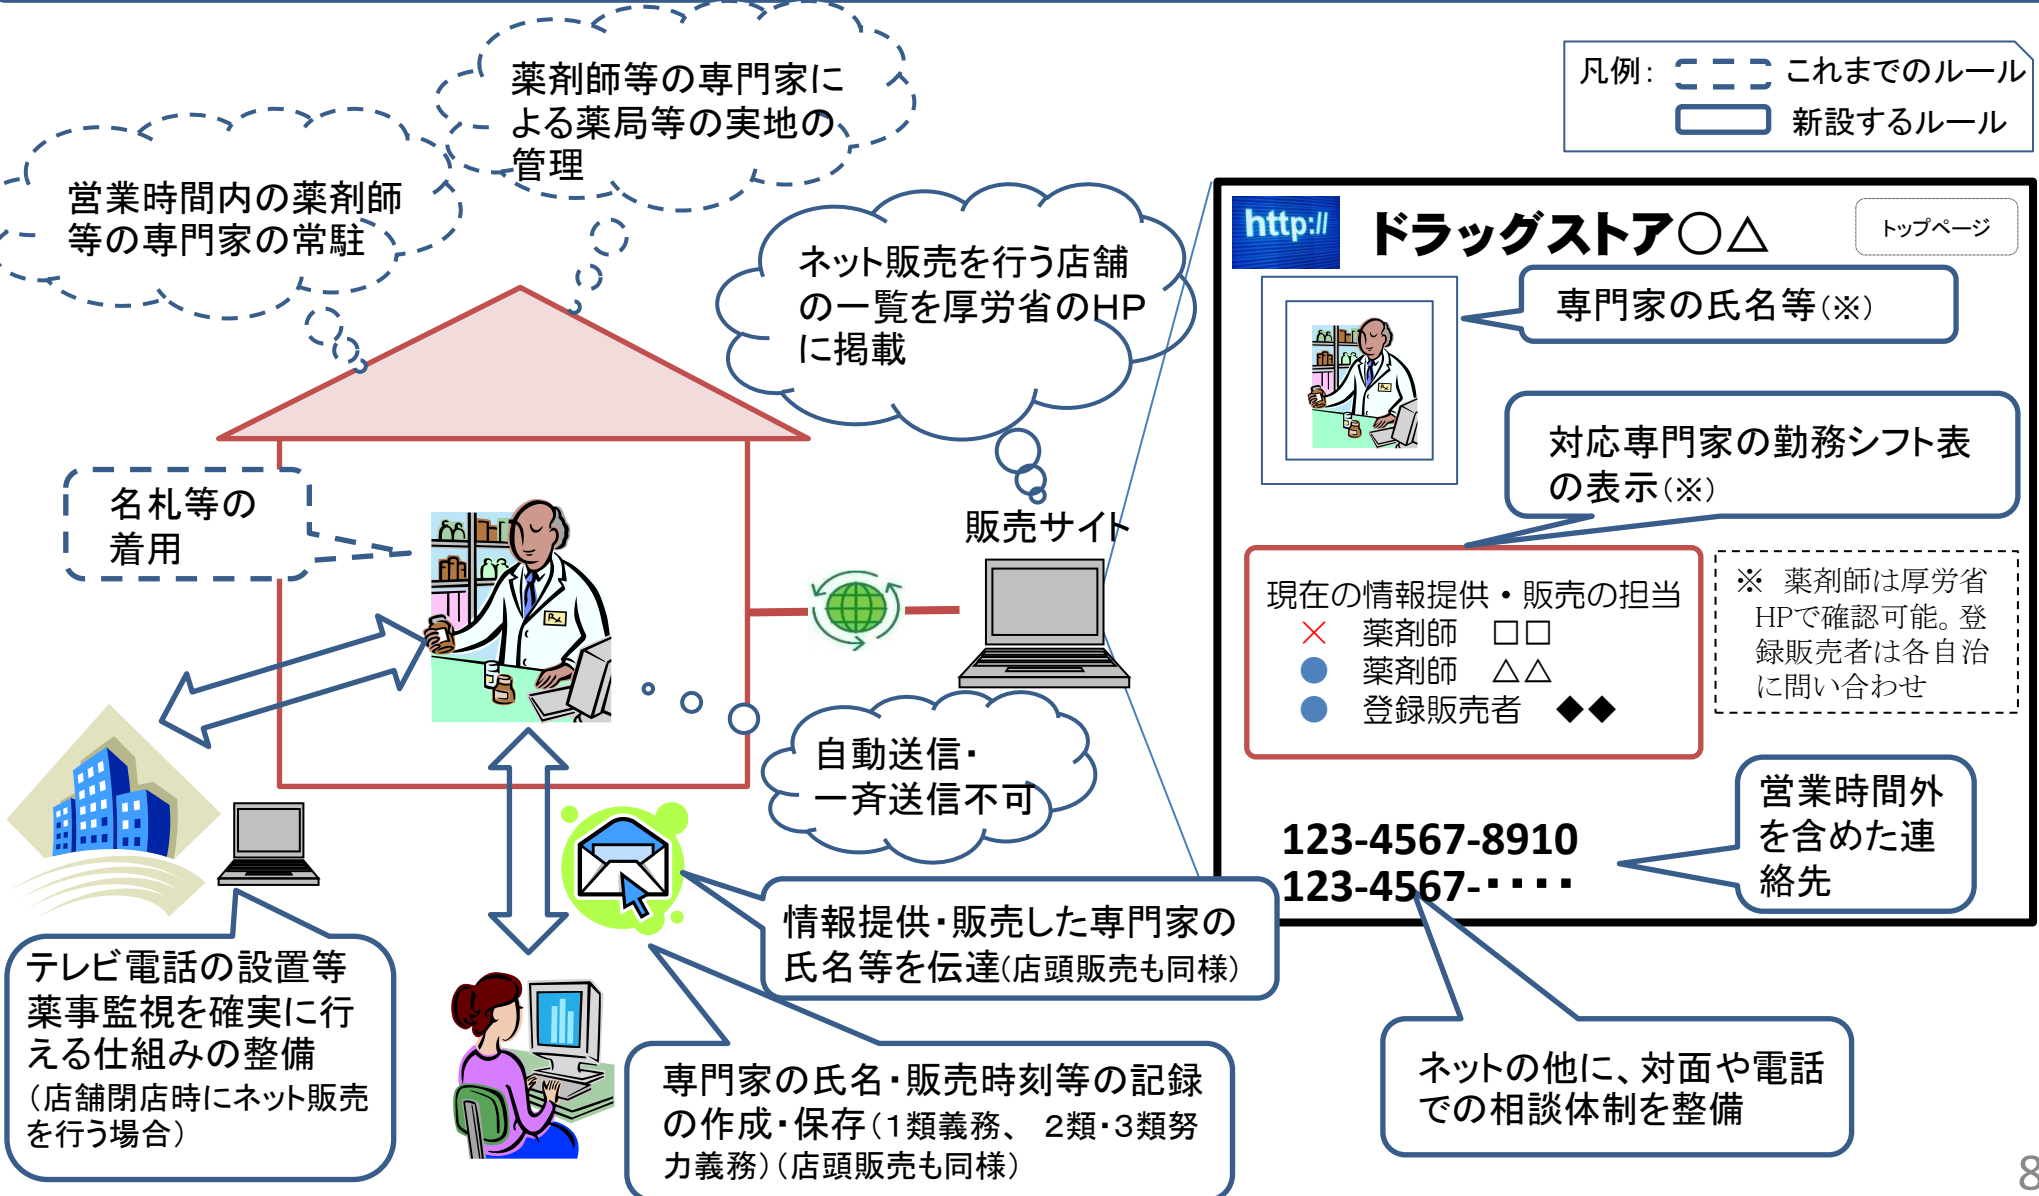 凡例：
これまでのルール
新設するルール
薬剤師等の専門家に
よる薬局等の実地の
管理
営業時間内の薬剤師
等の専門家の常駐
ネット販売を行う店舗
の一覧を厚労省のHP
に掲載
名札等の
着用
販売サイト
自動送信・
一斉送信不可
http://
ドラッグストア○△
トップページ
専門家の氏名等（※）
対応専門家の勤務シフト表
の表示（※）
現在の情報提供・販売の担当
× 薬剤師 □□
● 薬剤師 △△
● 登録販売者 ◆◆
※ 薬剤師は厚労省
HPで確認可能。登
録販売者は各自治
に問い合わせ
123-4567-8910
123-4567-・・・・
営業時間外
を含めた連
絡先
情報提供・販売した専門家の
氏名等を伝達（店頭販売も同様）
テレビ電話の設置等
薬事監視を確実に行
える仕組みの整備
（店舗閉店時にネット販売
を行う場合）
専門家の氏名・販売時刻等の記録
の作成・保存（１類義務、 ２類・３類努
力義務）（店頭販売も同様）
ネットの他に、対面や電話
での相談体制を整備
8